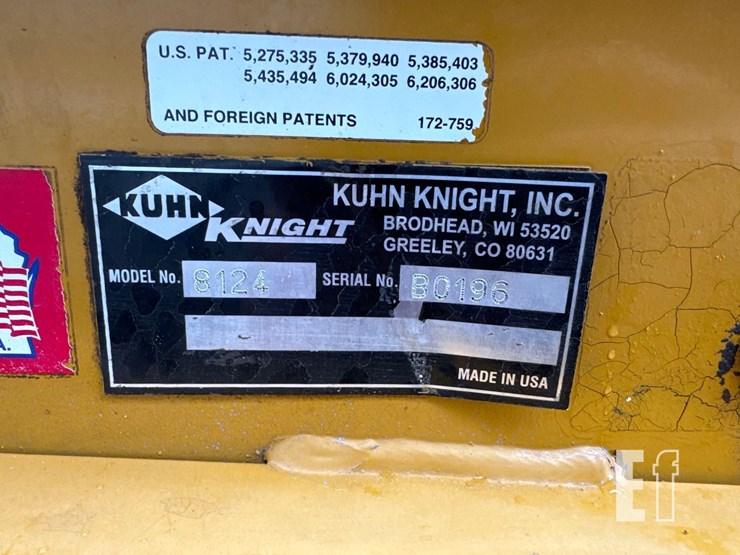 U.S. PAT. 5,275,335 5,379,940 5,385,403
5,435,494 6,024,305 6,206,306
AND FOREIGN PATENTS 172-759
KUHN KNIGHT
KUHN KNIGHT, INC.
BRODHEAD, WI 53520
GREELEY, CO 80631
MODEL No. 8124 SERIAL No. B0196
MADE IN USA
A.
Ef